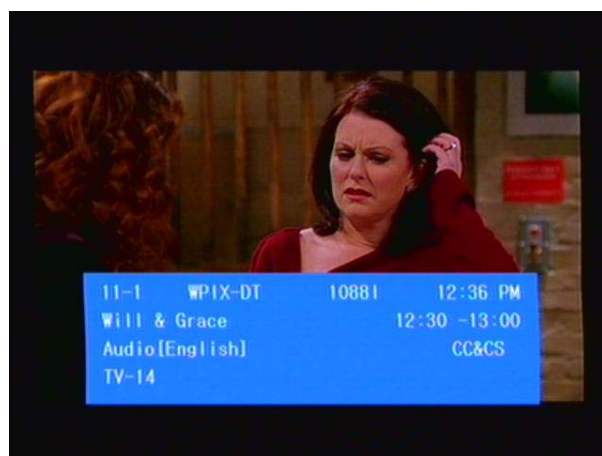 11-1 WPIX-DT 1088I 12:36 PM
Will & Grace 12:30 -13:00
Audio[English] CC&CS
TV-14